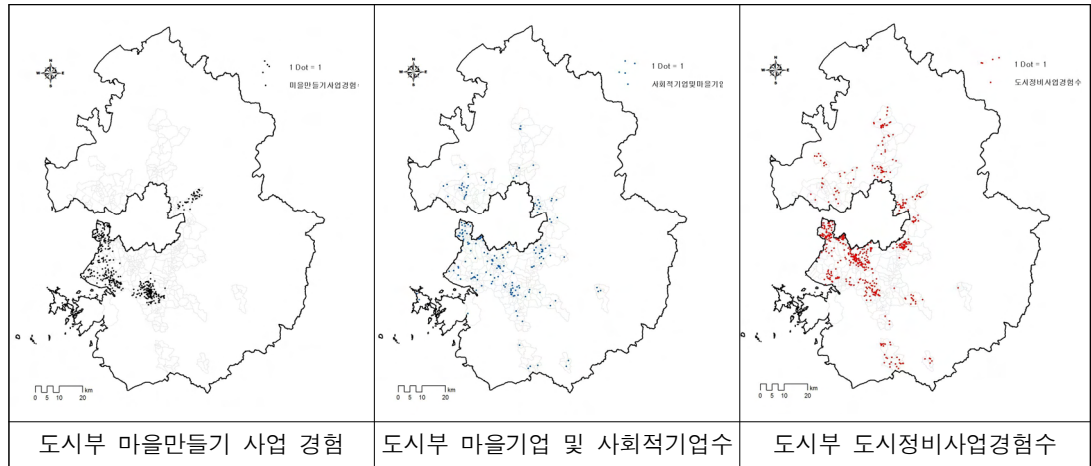 1 Dot = 1
마을만들기사업경험
0 5 10 20 km
도시부 마을만들기 사업 경험
1 Dot = 1
사회적기업및마을기업
0 5 10 20 km
도시부 마을기업 및 사회적기업수
1 Dot = 1
도시정비사업경험수
0 5 10 20 km
도시부 도시정비사업경험수